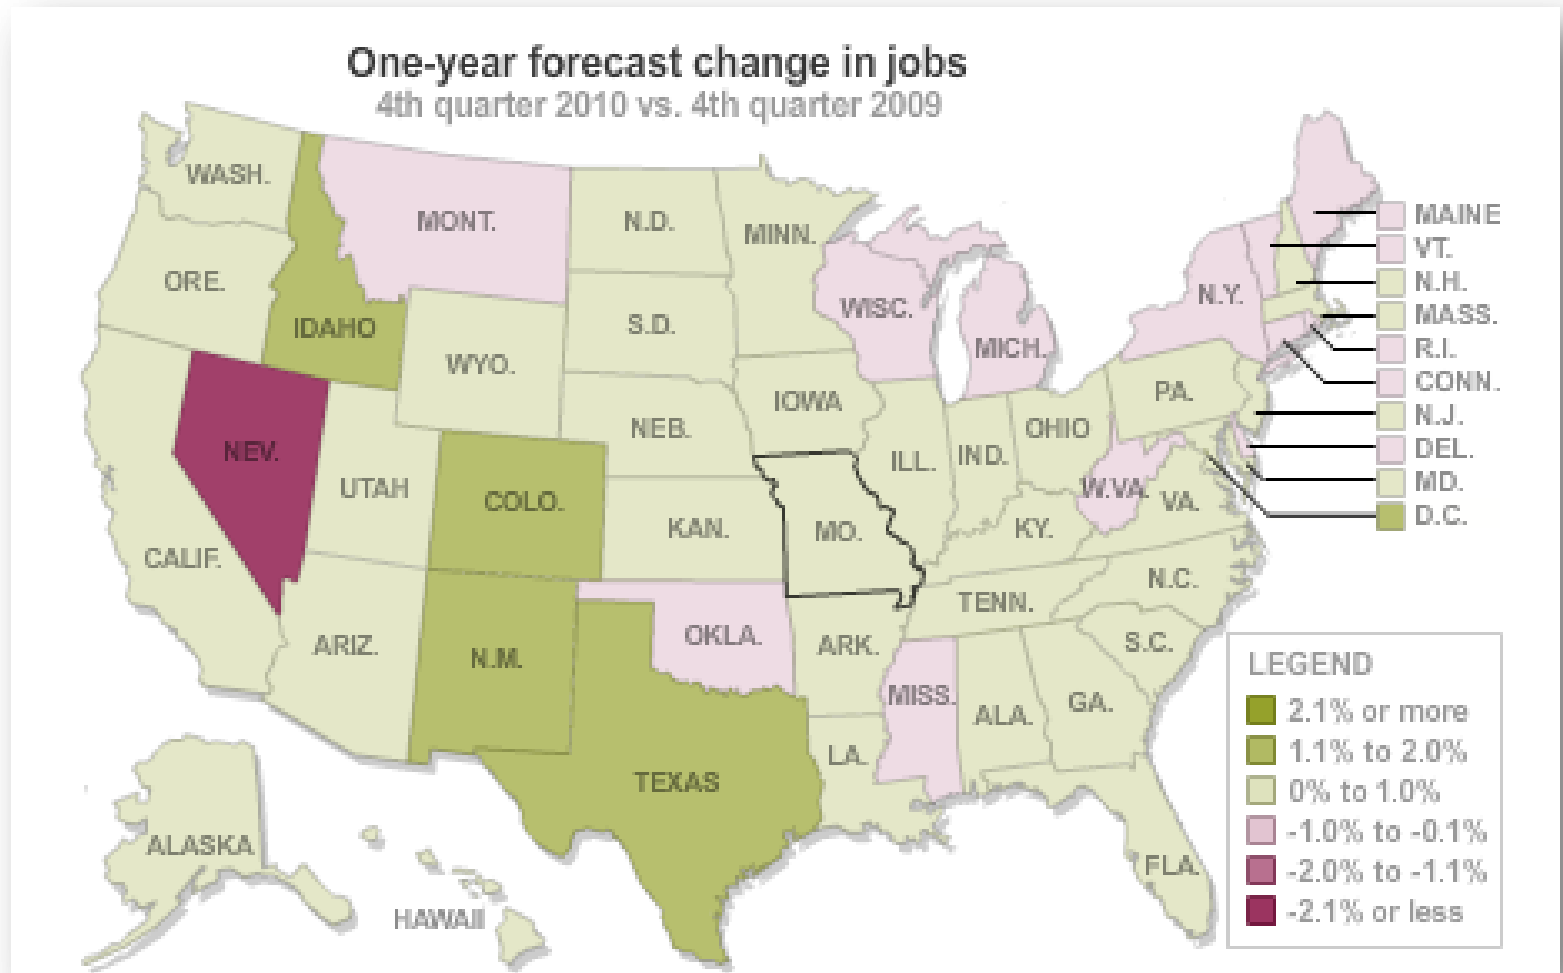 One-year forecast change in jobs
4th quarter 2010 vs. 4th quarter 2009
WASH.
MONT.
N.D.
MINN.
ORE.
IDAHO
S.D.
WISC.
MICH.
N.Y.
WYO.
IOWA
PA.
NEB.
OHIO
NEV.
ILL.
IND.
UTAH
COLO.
W.VA.
VA.
KAN.
MO.
KY.
CALIF.
N.C.
TENN.
ARIZ.
N.M.
OKLA.
ARK.
S.C.
MISS.
ALA.
GA.
LA.
TEXAS
ALASKA
FLA.
HAWAII
MAINE
VT.
N.H.
MASS.
R.I.
CONN.
N.J.
DEL.
MD.
D.C.
LEGEND
2.1% or more
1.1% to 2.0%
0% to 1.0%
-1.0% to -0.1%
-2.0% to -1.1%
-2.1% or less